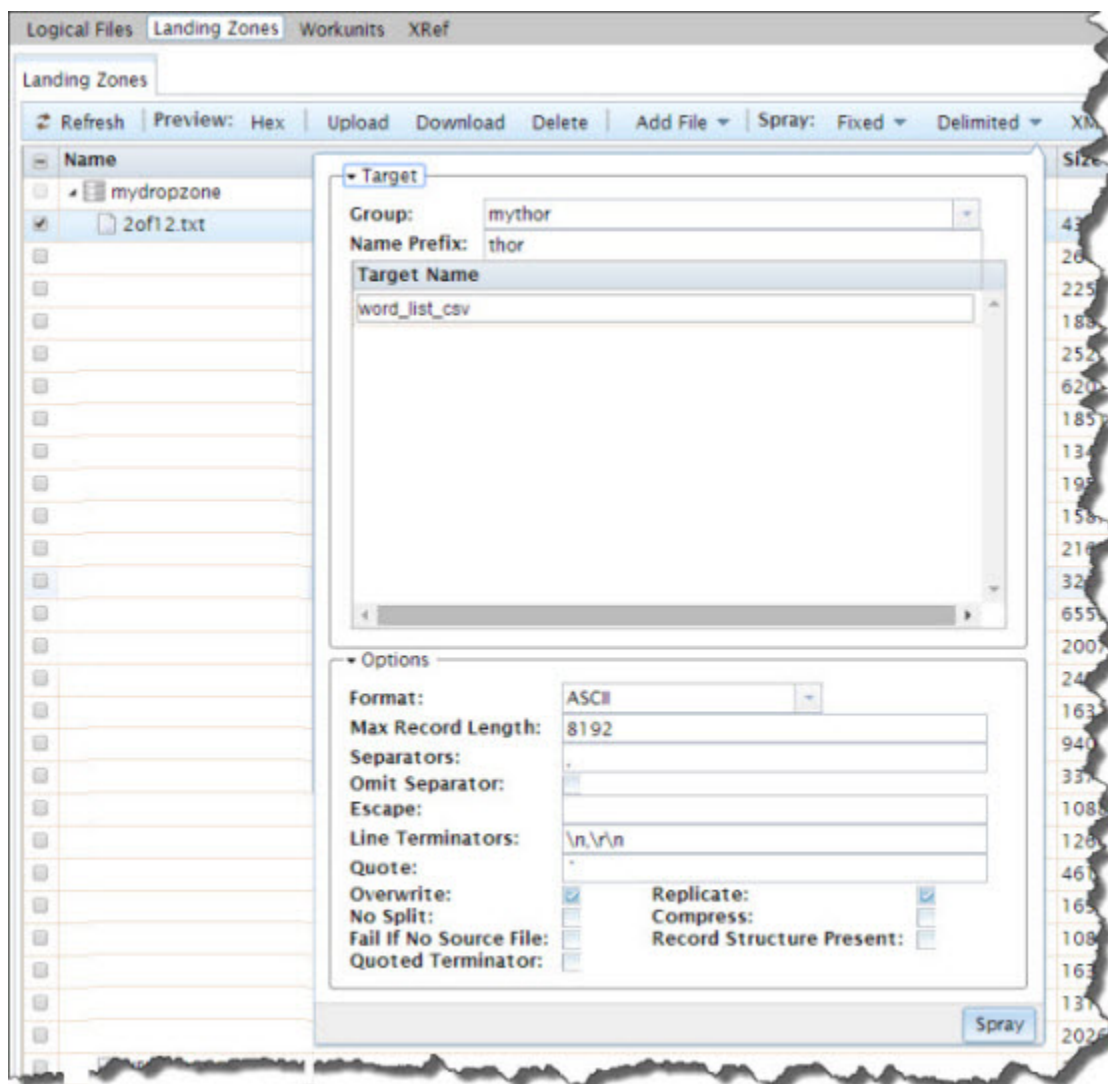 Logical Files Landing Zones Workunits XRef
Landing Zones
Refresh Preview: Hex Upload Download Delete Add File Spray: Fixed Delimited
Name
mydropzone
2of12.txt
Target
Group: mythor
Name Prefix: thor
Target Name
word_list_csv
Options
Format: ASCII
Max Record Length: 8192
Separators: ,
Omit Separator:
Escape:
Line Terminators: \n,\r\n
Quote: '
Overwrite: Replicate:
No Split: Compress:
Fail If No Source File: Record Structure Present:
Quoted Terminator:
Spray